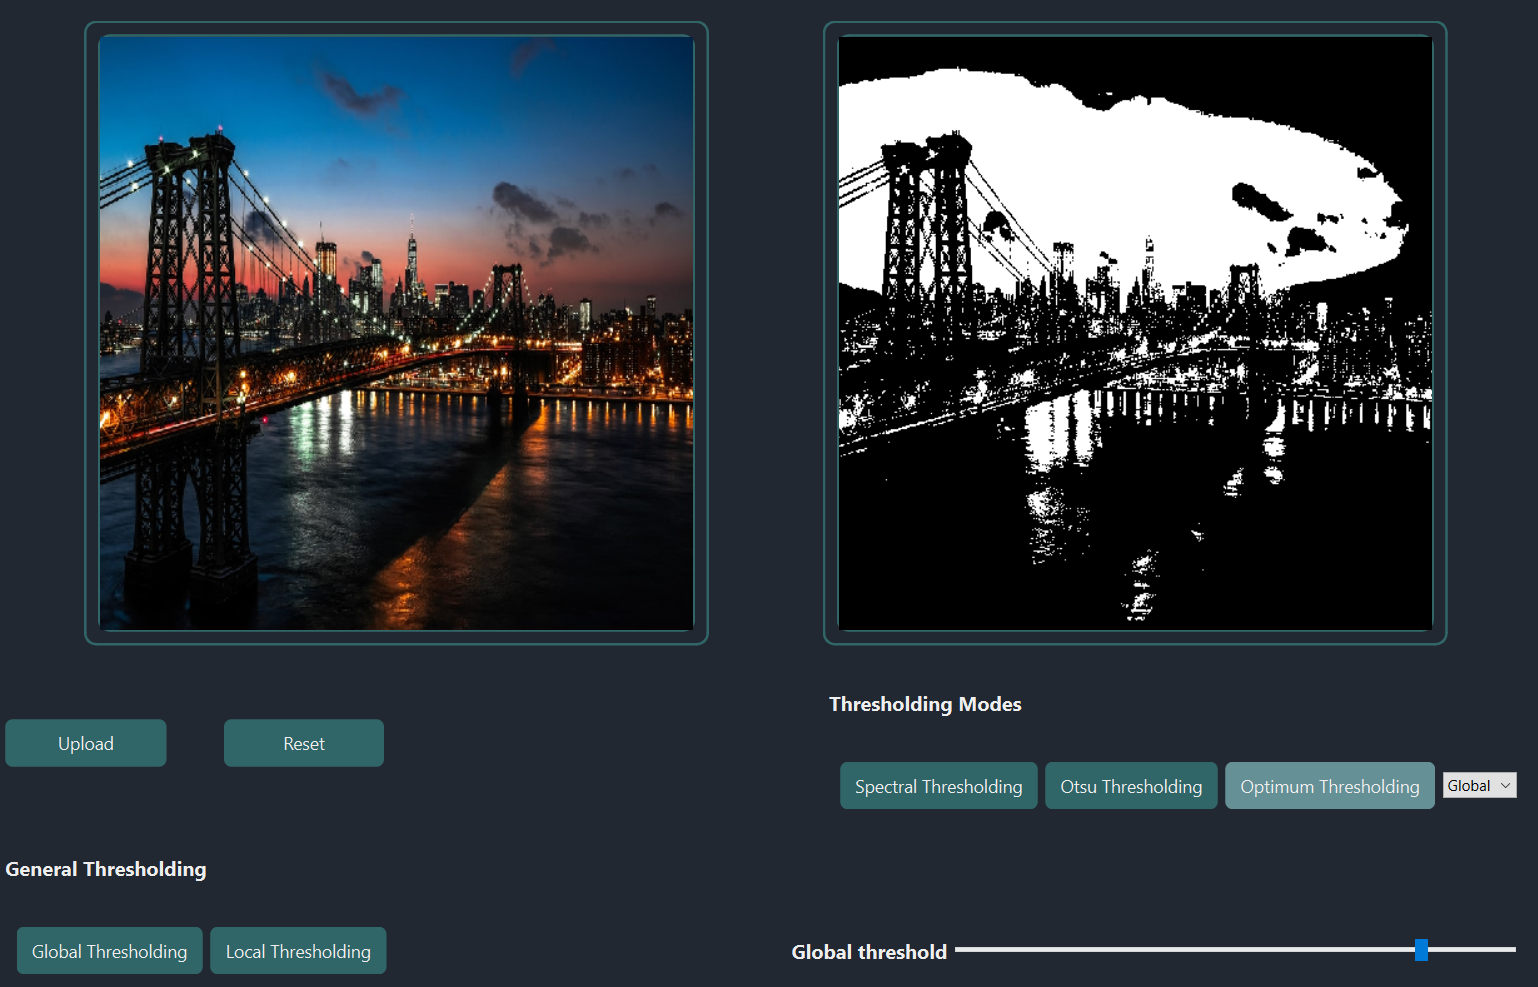 Thresholding Modes
Upload
Reset
Spectral Thresholding
Otsu Thresholding
Optimum Thresholding
Global
General Thresholding
Global Thresholding
Local Thresholding
Global threshold